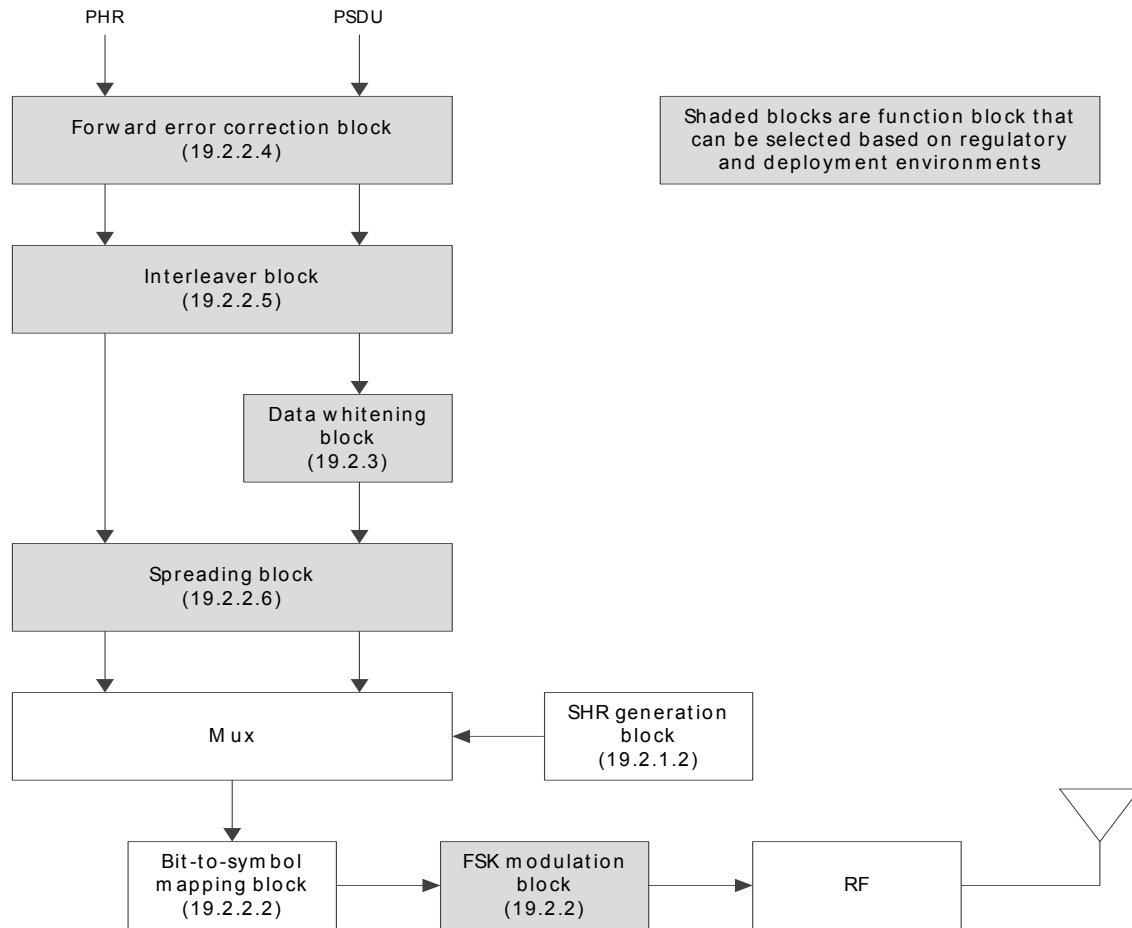 PHR
PSDU
Forward error correction block
(19.2.2.4)
Shaded blocks are function block that
can be selected based on regulatory
and deployment environments
Interleaver block
(19.2.2.5)
Data whitening
block
(19.2.3)
Spreading block
(19.2.2.6)
Mux
SHR generation
block
(19.2.1.2)
Bit-to-symbol
mapping block
(19.2.2.2)
FSK modulation
block
(19.2.2)
RF